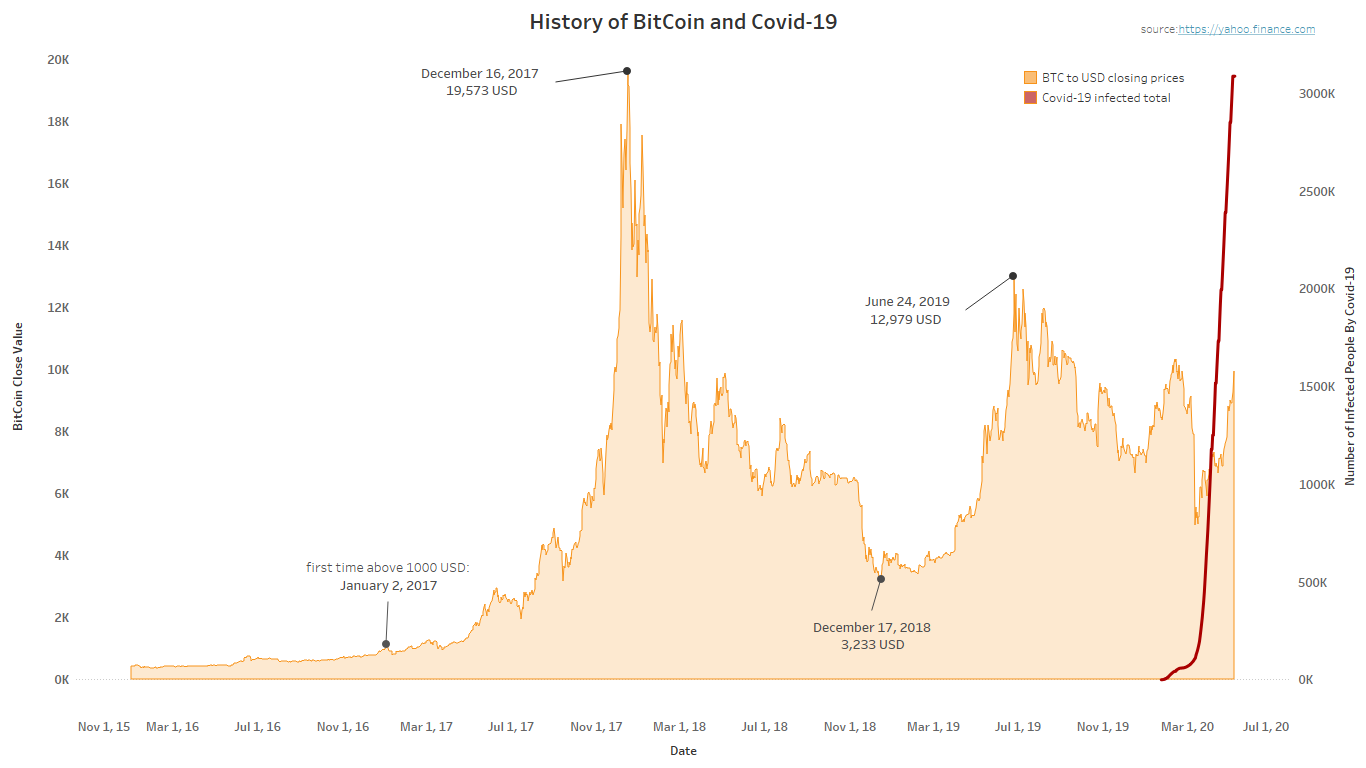 History of BitCoin and Covid-19
source:https://yahoo.finance.com
BTC to USD closing prices
Covid-19 infected total
BitCoin Close Value
20K
18K
16K
14K
12K
10K
8K
6K
4K
2K
0K
December 16, 2017
19,573 USD
June 24, 2019
12,979 USD
first time above 1000 USD:
January 2, 2017
December 17, 2018
3,233 USD
3000K
2500K
2000K
1500K
1000K
500K
0K
Number of Infected People By Covid-19
Nov 1, 15 Mar 1, 16 Jul 1, 16 Nov 1, 16 Mar 1, 17 Jul 1, 17 Nov 1, 17 Mar 1, 18 Jul 1, 18 Nov 1, 18 Mar 1, 19 Jul 1, 19 Nov 1, 19 Mar 1, 20 Jul 1, 20
Date